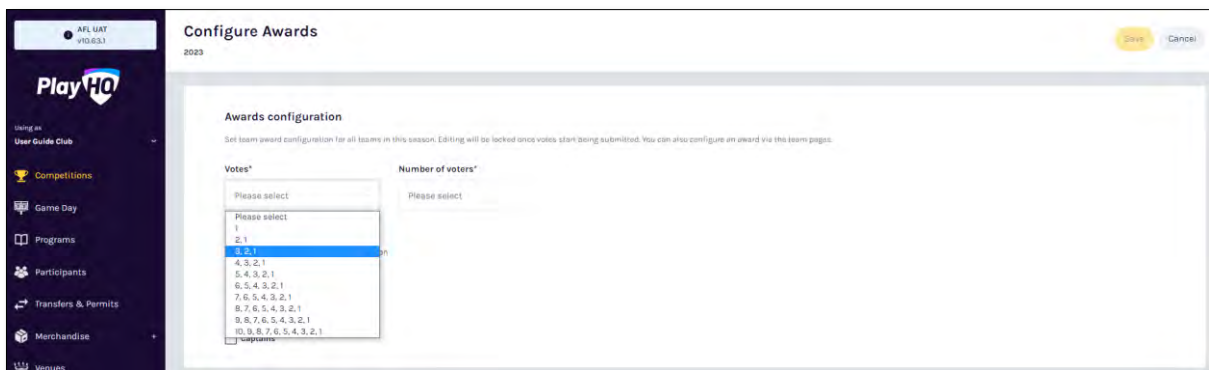 AFL UAT
v10.63.1
PlayHQ
Using as
User Guide Club
Competitions
Game Day
Programs
Participants
Transfers & Permits
Merchandise +
Venues
Configure Awards
2023
Save Cancel
Awards configuration
Set team award configuration for all teams in this season. Editing will be locked once votes start being submitted. You can also configure an award via the team pages.
Votes* Number of voters*
Please select Please select
Please select
1
2, 1
3, 2, 1
4, 3, 2, 1
5, 4, 3, 2, 1
6, 5, 4, 3, 2, 1
7, 6, 5, 4, 3, 2, 1
8, 7, 6, 5, 4, 3, 2, 1
9, 8, 7, 6, 5, 4, 3, 2, 1
10, 9, 8, 7, 6, 5, 4, 3, 2, 1
Captains